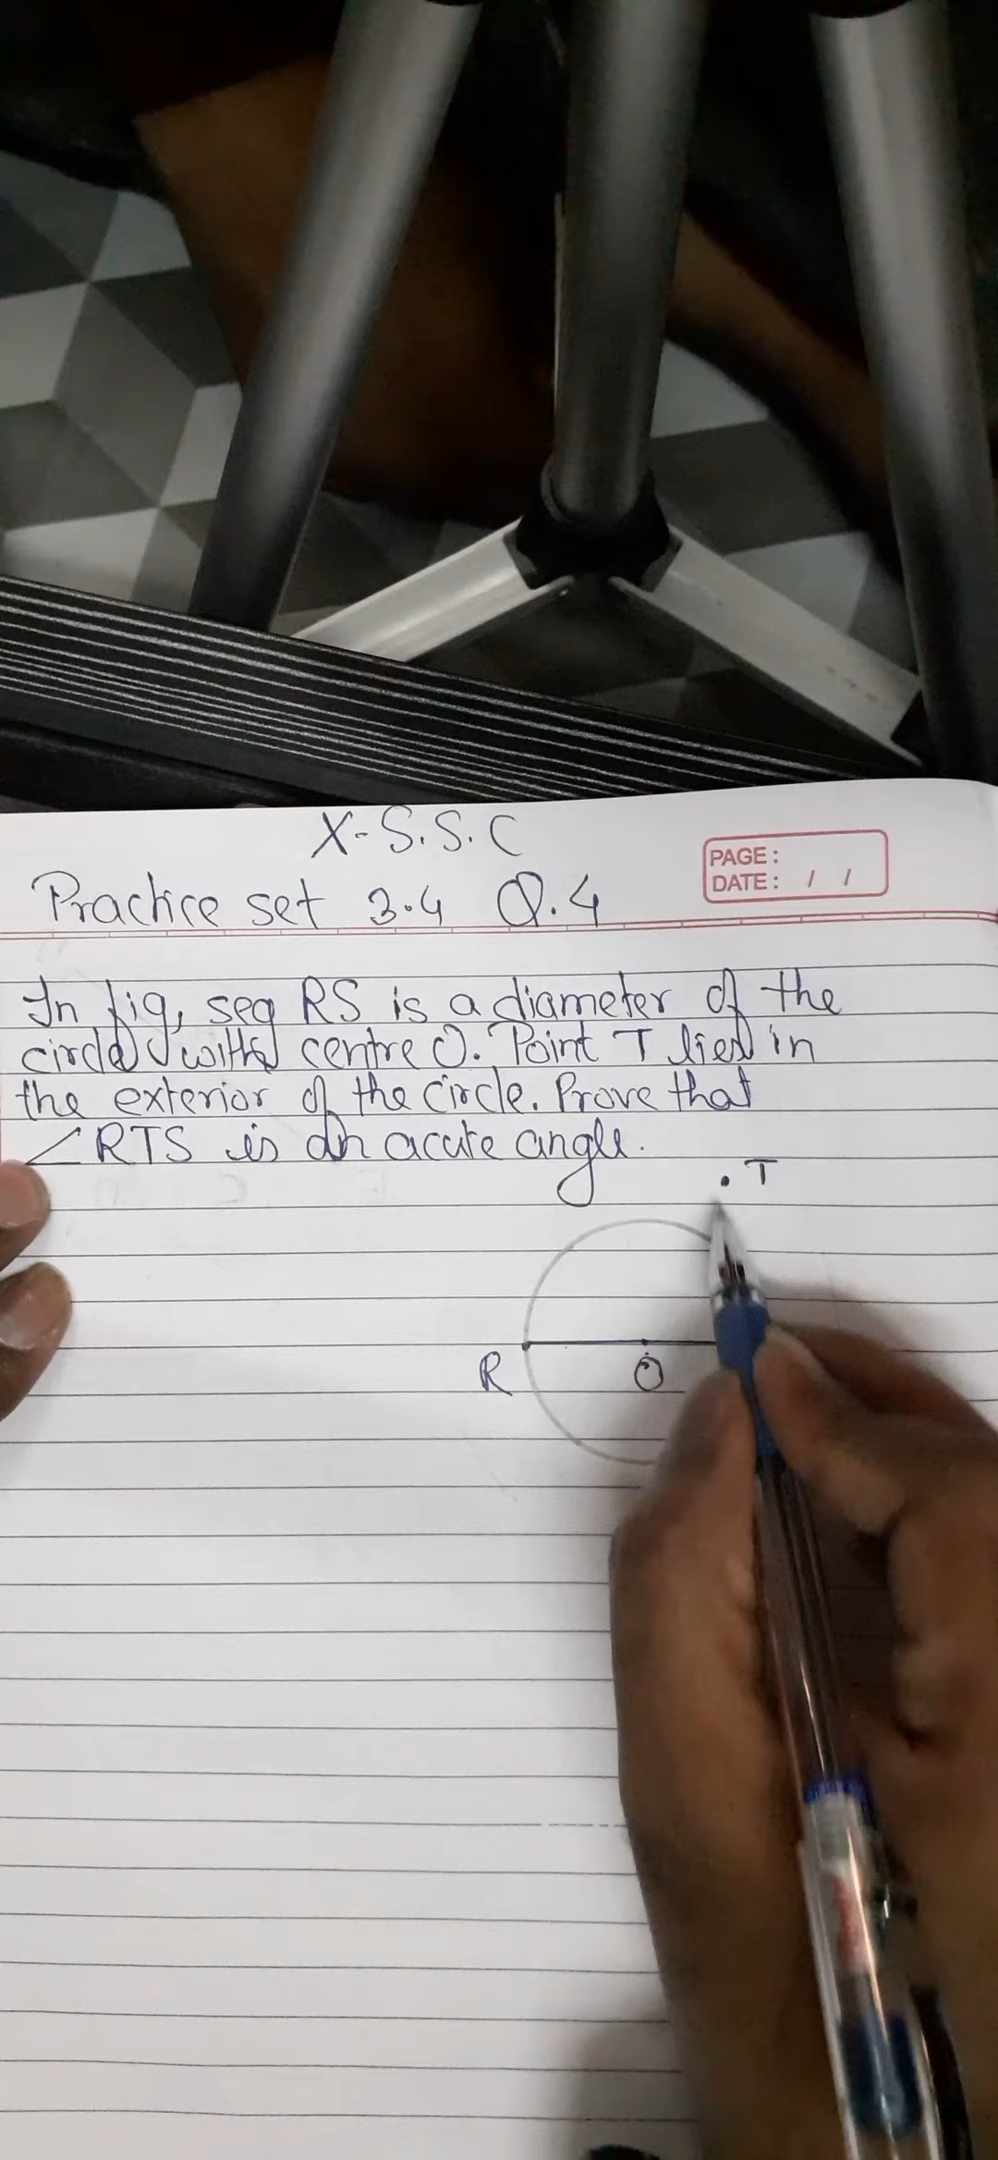 X-S.S.C
PAGE:
DATE: / /
Practice set 3.4 Q.4
In fig, seg RS is a diameter of the
circle with centre O. Point T lies in
the exterior of the circle. Prove that
∠RTS is an acute angle.
T
R
O